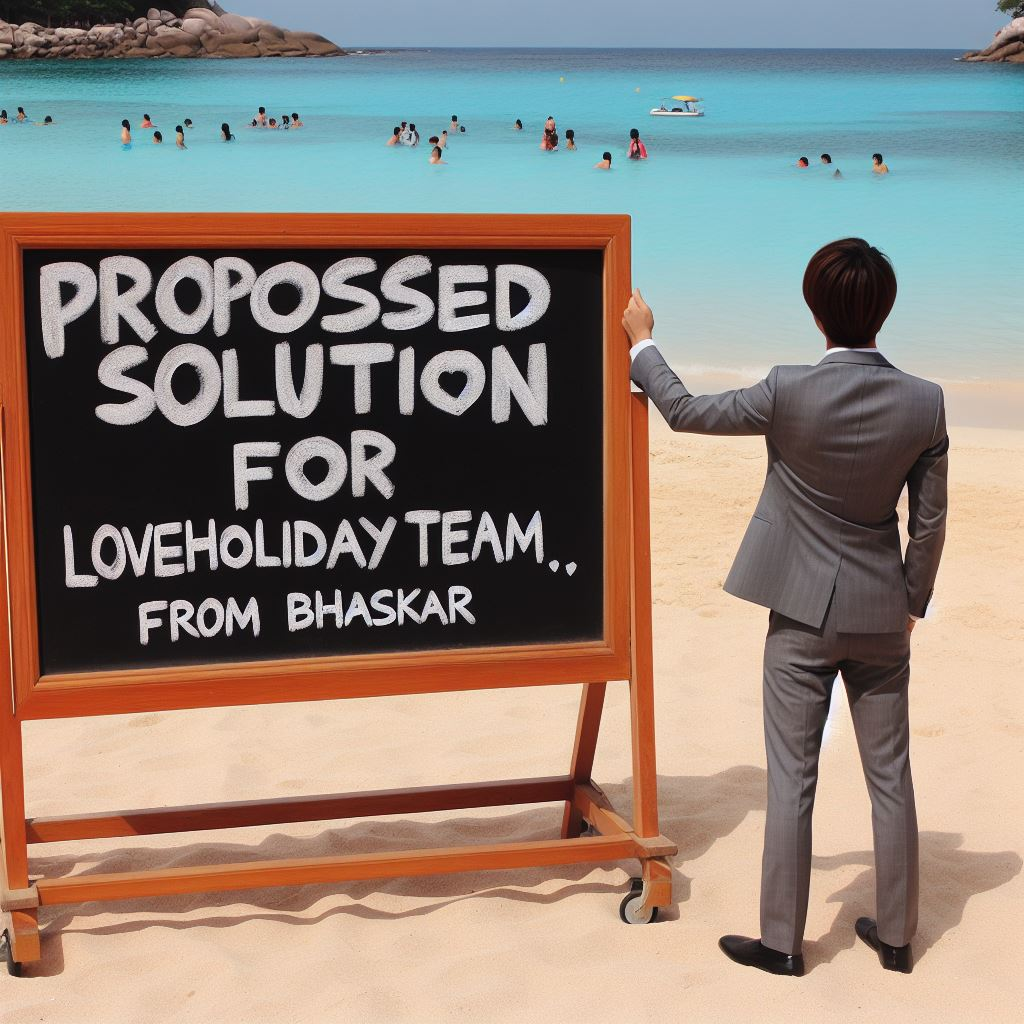 PROPOSSED
SOLUTION
FOR
LOVEHOLIDAY TEAM..
FROM BHASKAR